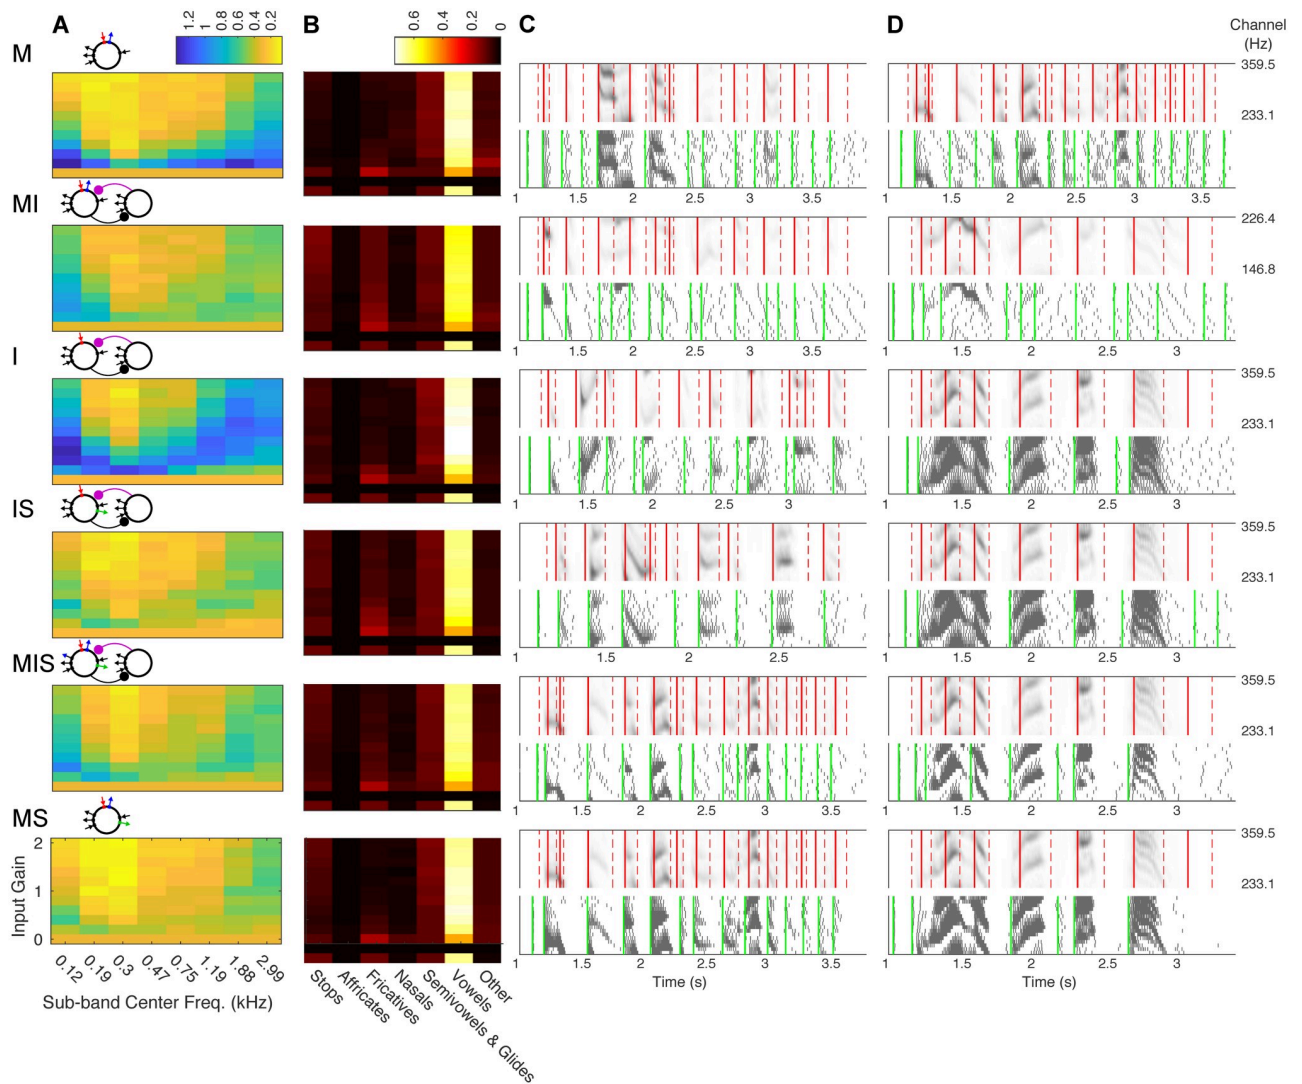 A B C D
1.2 1 0.8 0.6 0.4 0.2
0.6 0.4 0.2 0
Channel
(Hz)
M
359.5
233.1
1 1.5 2 2.5 3 3.5
1 1.5 2 2.5 3 3.5
MI
226.4
146.8
1 1.5 2 2.5 3 3.5
1 1.5 2 2.5 3
I
359.5
233.1
1 1.5 2 2.5 3
1 1.5 2 2.5 3
IS
359.5
233.1
1 1.5 2 2.5
1 1.5 2 2.5 3
MIS
359.5
233.1
1 1.5 2 2.5 3 3.5
1 1.5 2 2.5 3
MS
359.5
233.1
1 1.5 2 2.5 3 3.5
1 1.5 2 2.5 3
Input Gain
2
1
0
0.12 0.19 0.3 0.47 0.75 1.19 1.88 2.99
Sub-band Center Freq. (kHz)
Stops
Affricates
Fricatives
Nasals
Semivowels & Glides
Vowels
Other
Time (s)
Time (s)